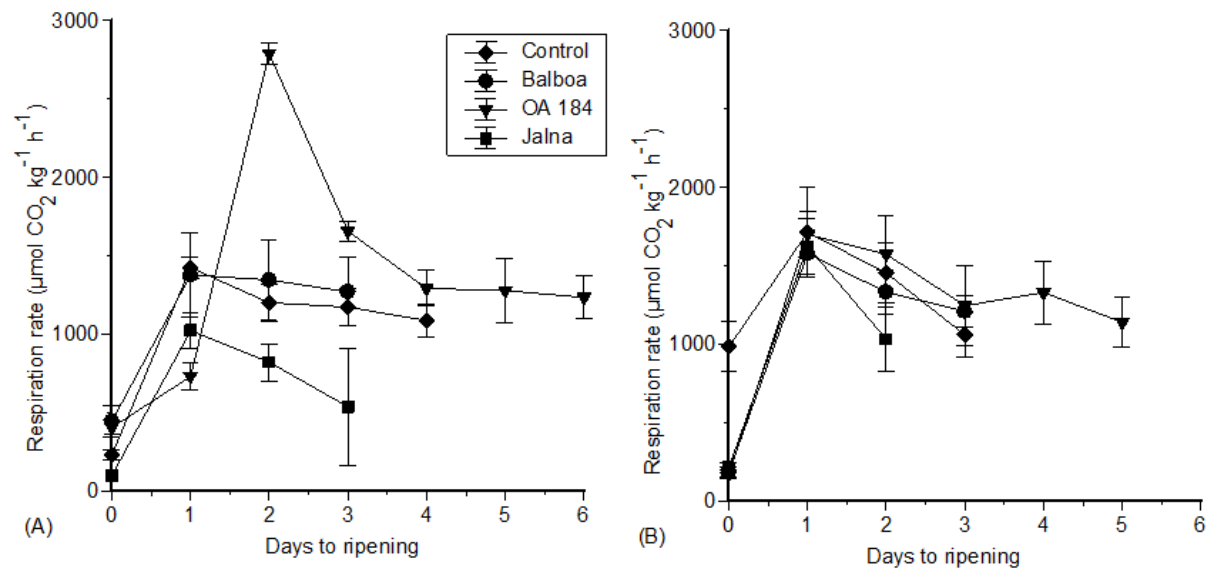 3000
2000
1000
0
Respiration rate (µmol CO2 kg-1 h-1)
Control
Balboa
OA 184
Jalna
0 1 2 3 4 5 6
Days to ripening
(A)
3000
2000
1000
0
Respiration rate (µmol CO2 kg-1 h-1)
0 1 2 3 4 5 6
Days to ripening
(B)